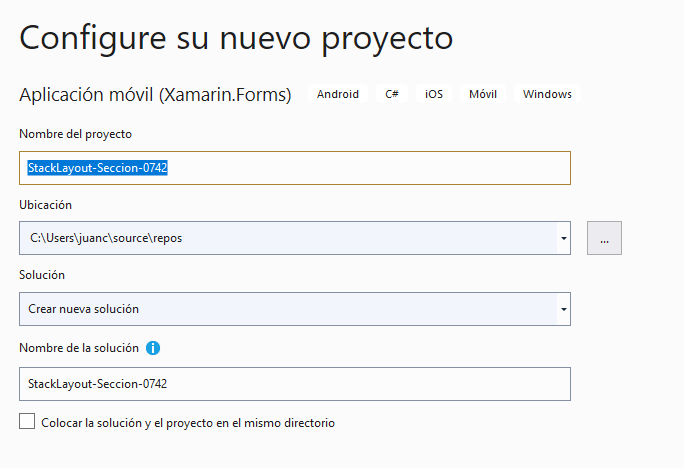 Configure su nuevo proyecto
Aplicación móvil (Xamarin.Forms) Android C# iOS Móvil Windows
Nombre del proyecto
StackLayout-Seccion-0742
Ubicación
C:\Users\juanc\source\repos
...
Solución
Crear nueva solución
Nombre de la solución
StackLayout-Seccion-0742
Colocar la solución y el proyecto en el mismo directorio